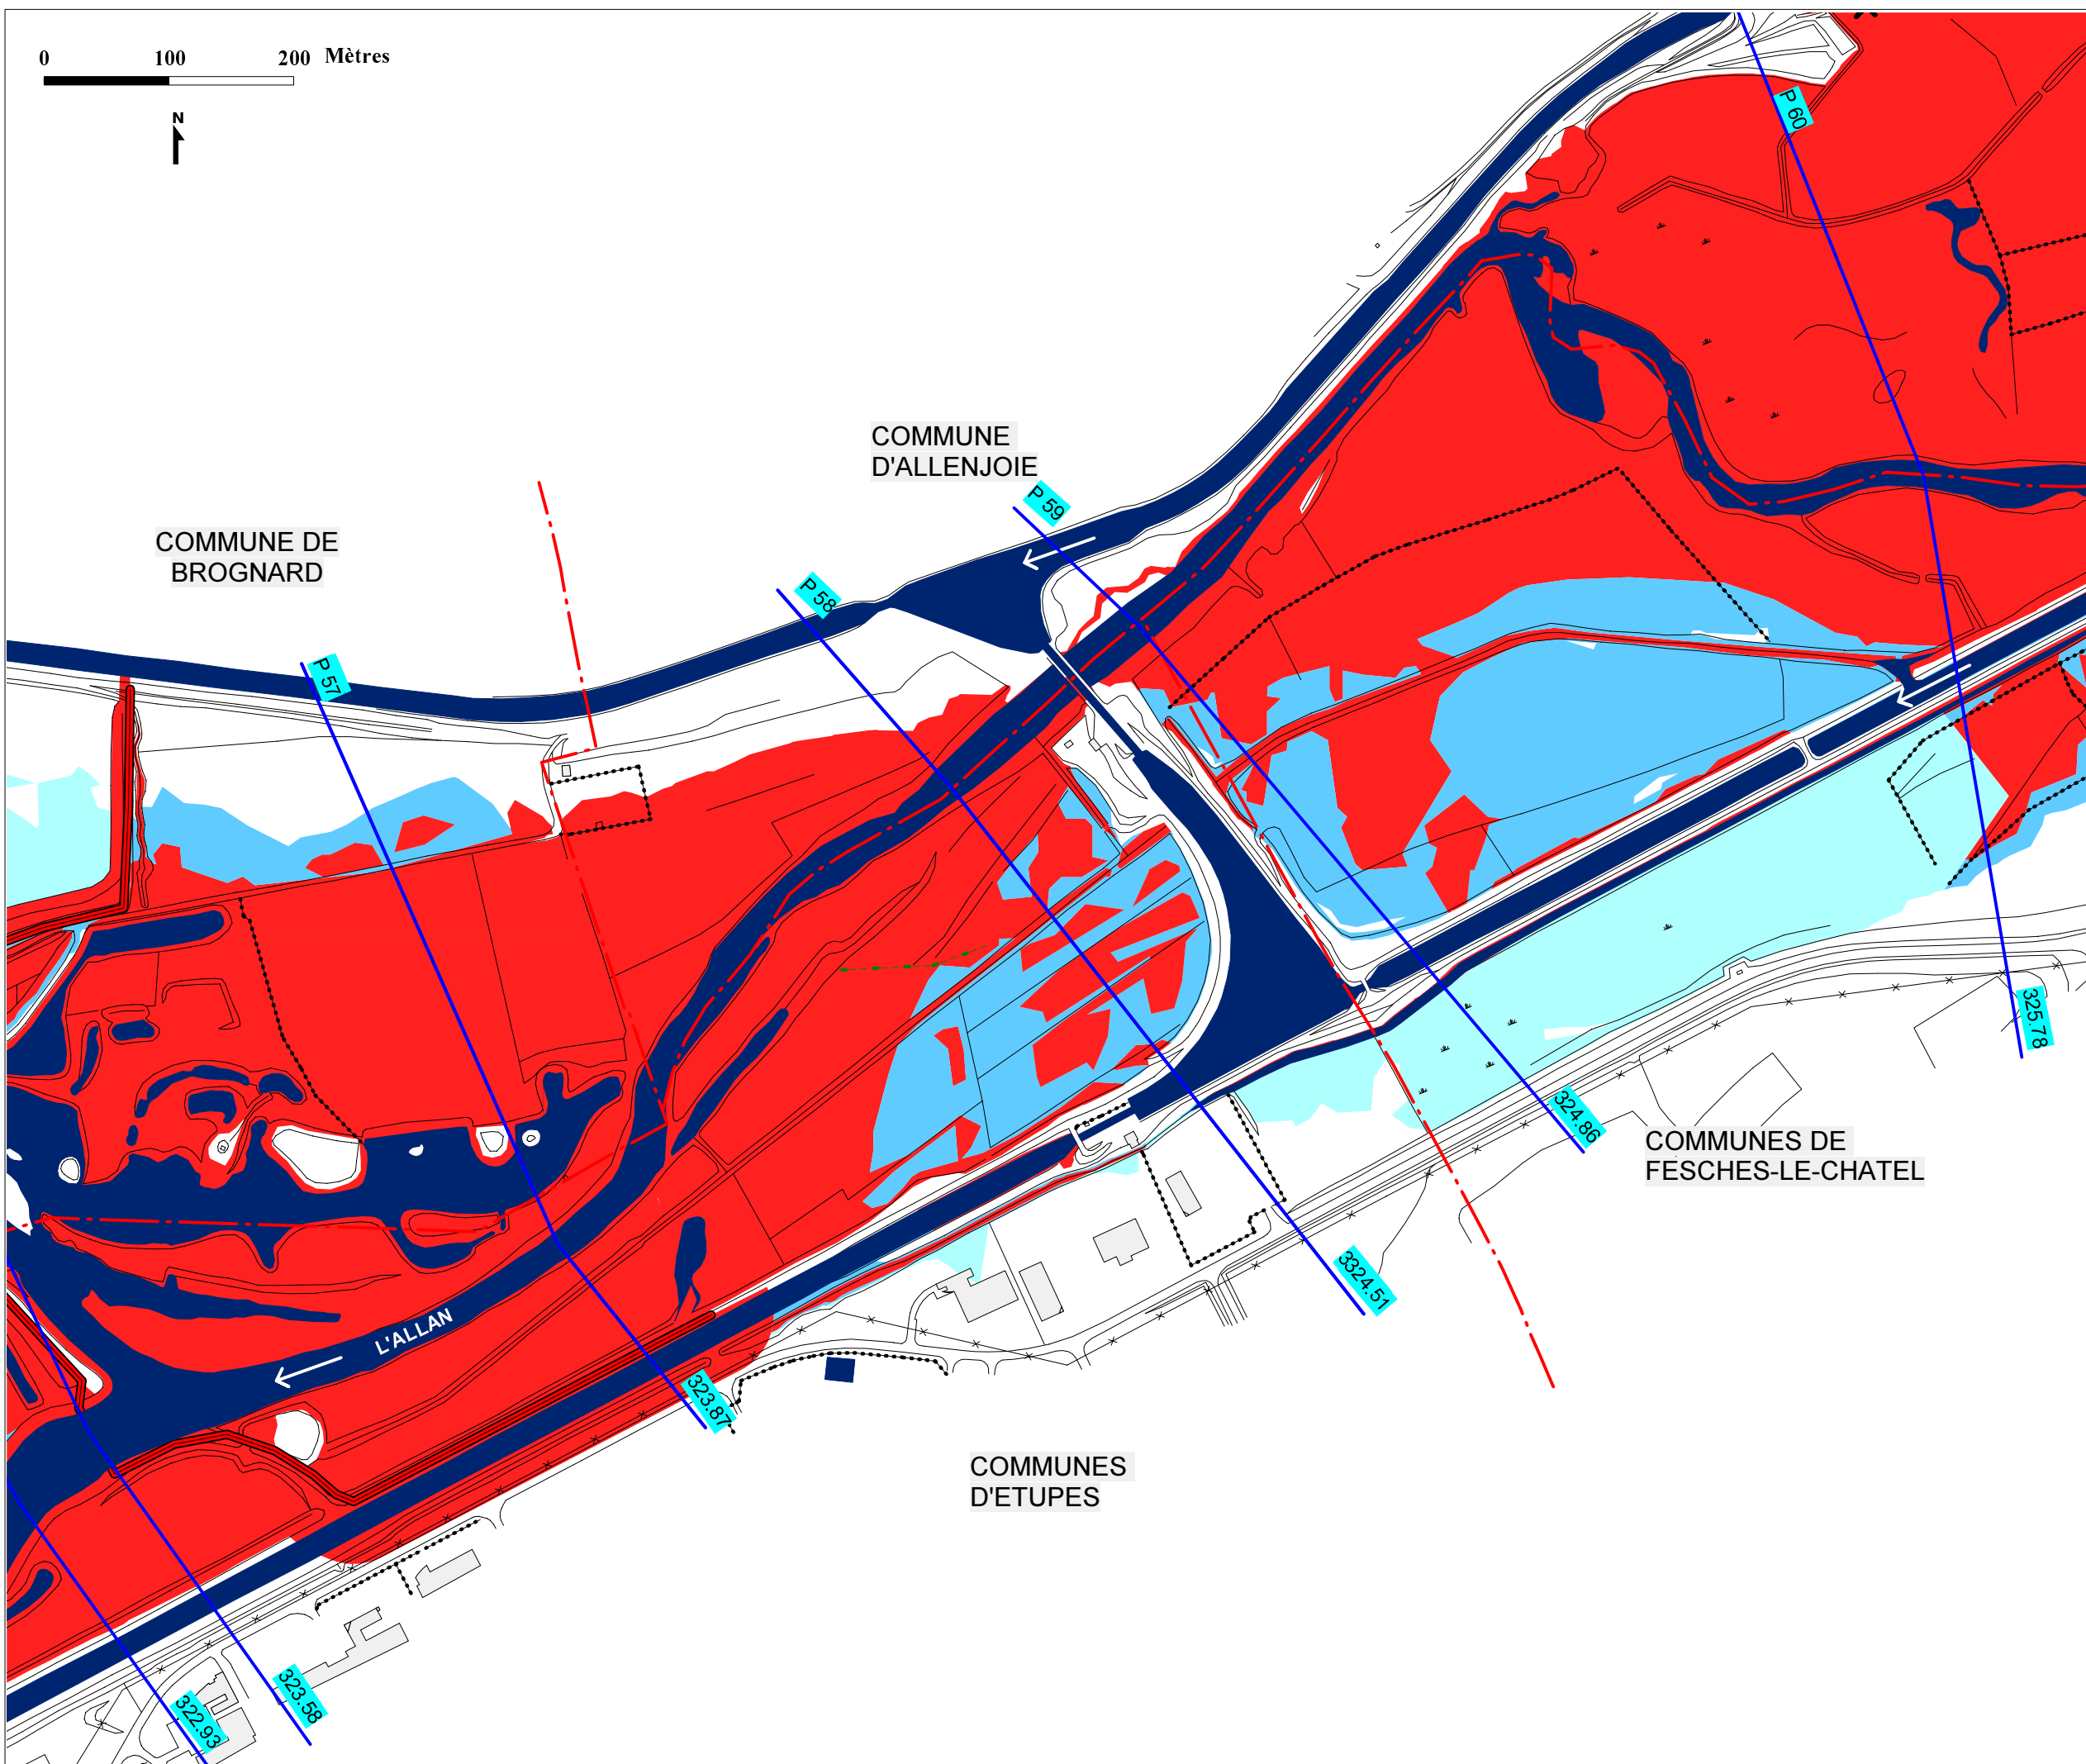 0 100 200 Mètres
N
P 60
COMMUNE
D'ALLENJOIE
P 59
COMMUNE DE
BROGNARD
P 58
P 57
325.78
324.86
COMMUNES DE
FESCHES-LE-CHATEL
3324.51
L'ALLAN
323.87
COMMUNES
D'ETUPES
323.58
322.93